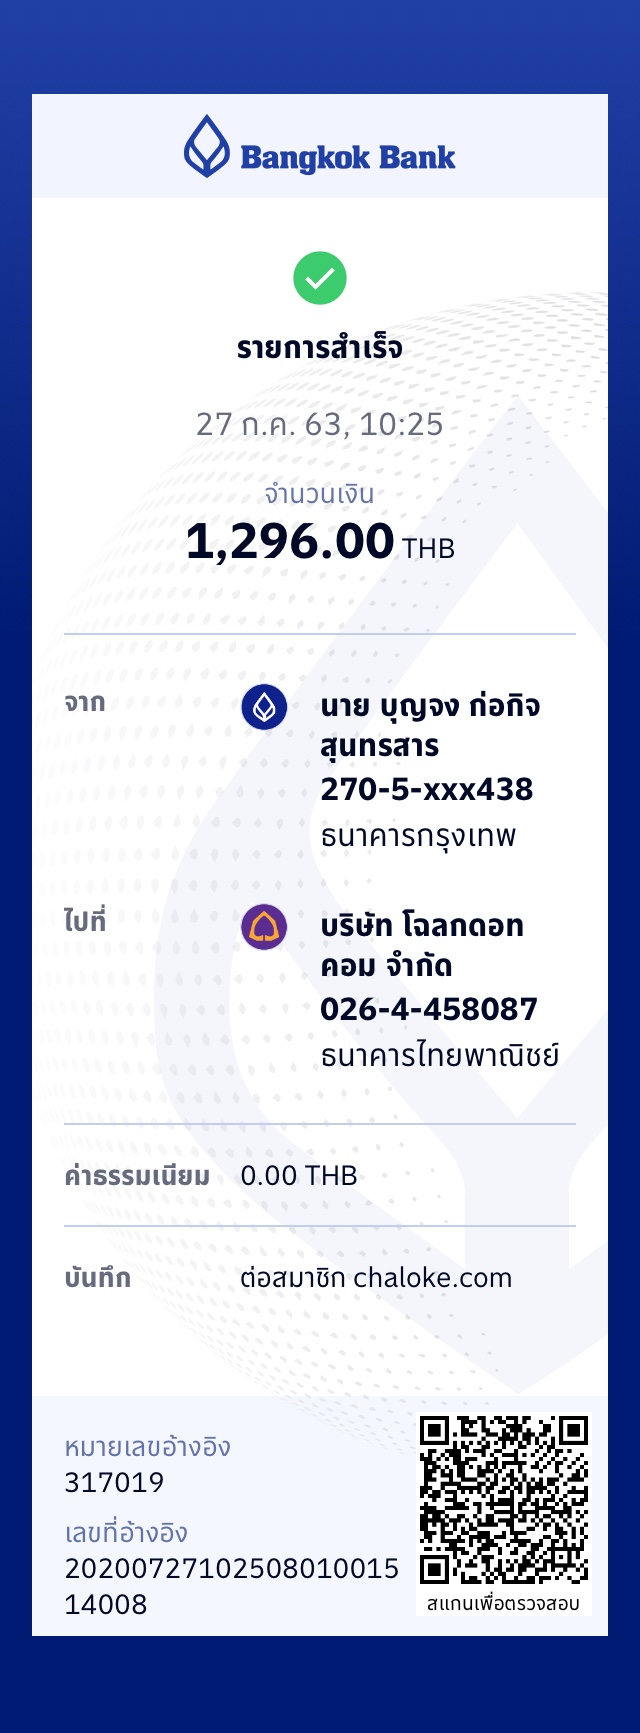 Bangkok Bank
รายการสำเร็จ
27 ก.ค. 63, 10:25
จำนวนเงิน
1,296.00 THB
จาก
นาย บุญจง ก่อกิจ
สุนทรสาร
270-5-xxx438
ธนาคารกรุงเทพ
ไปที่
บริษัท โฉลกดอท
คอม จำกัด
026-4-458087
ธนาคารไทยพาณิชย์
ค่าธรรมเนียม 0.00 THB
บันทึก ต่อสมาชิก chaloke.com
หมายเลขอ้างอิง
317019
เลขที่อ้างอิง
20200727102508010015
14008
สแกนเพื่อตรวจสอบ